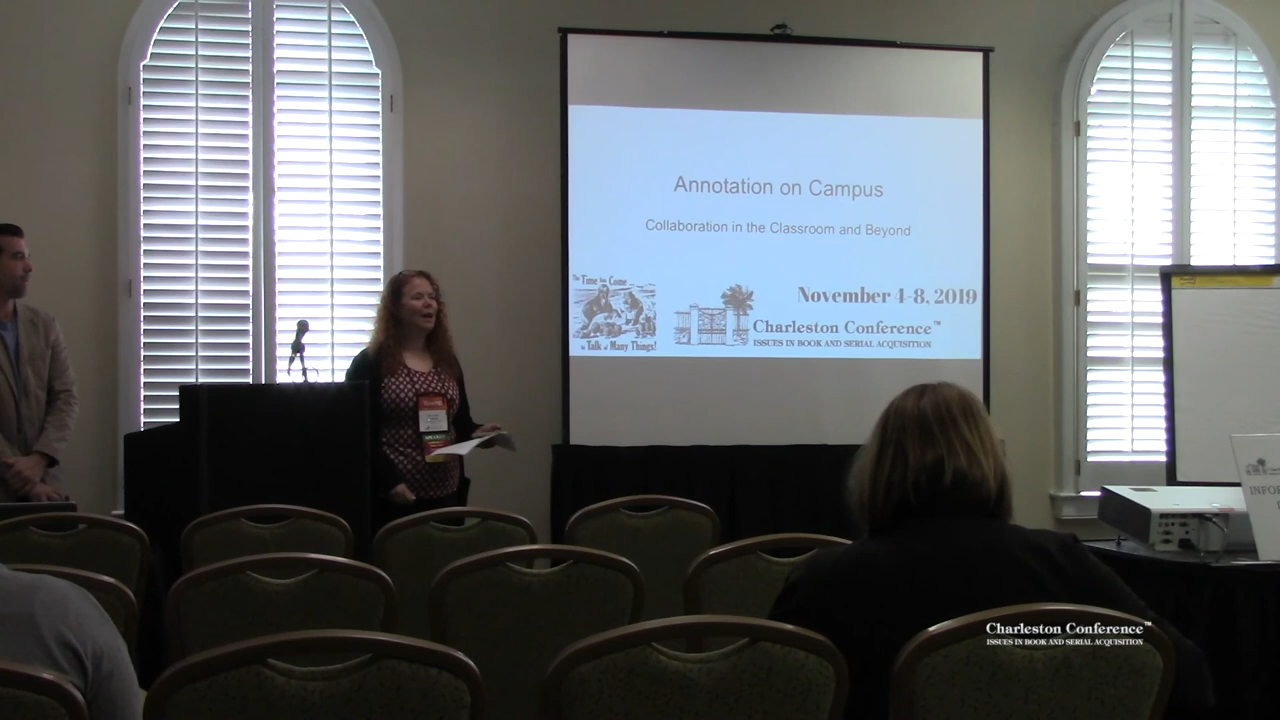 Annotation on Campus
Collaboration in the Classroom and Beyond
The Time has Come
to Talk of Many Things!
November 4-8, 2019
Charleston Conference™
ISSUES IN BOOK AND SERIAL ACQUISITION
Charleston Conference™
ISSUES IN BOOK AND SERIAL ACQUISITION